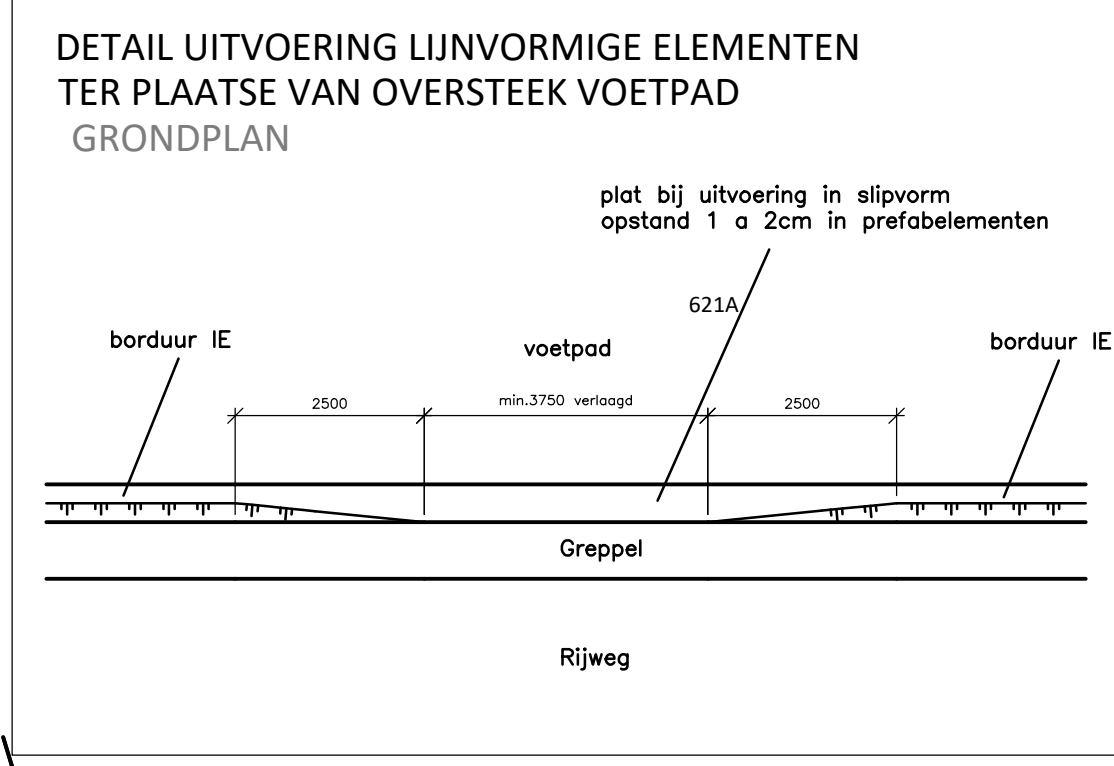 DETAIL UITVOERING LIJNVORMIGE ELEMENTEN
TER PLAATSE VAN OVERSTEEK VOETPAD
GRONDPLAN
plat bij uitvoering in slipvorm
opstand 1 a 2cm in prefabelementen
621A
borduur IE
voetpad
borduur IE
2500
min.3750 verlaagd
2500
Greppel
Rijweg